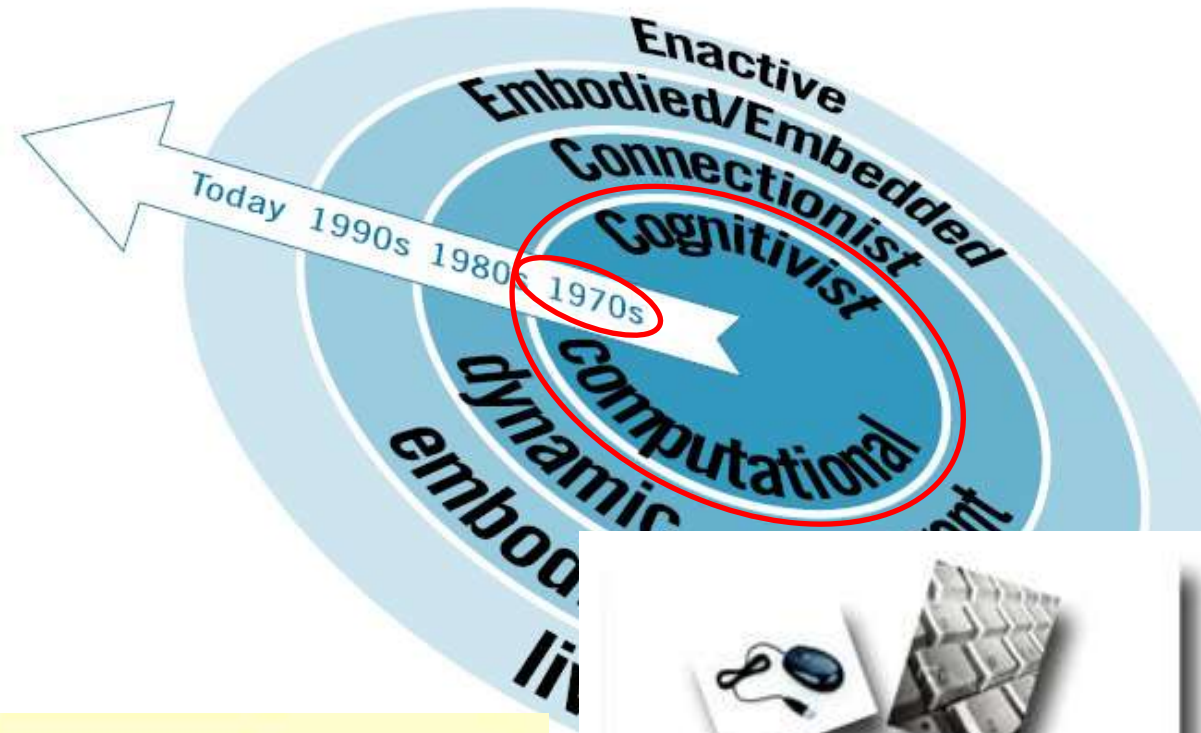 Enactive
Embodied/Embedded
Connectionist
Cognitivist
Today 1990s 1980s 1970s
computational
dynamic